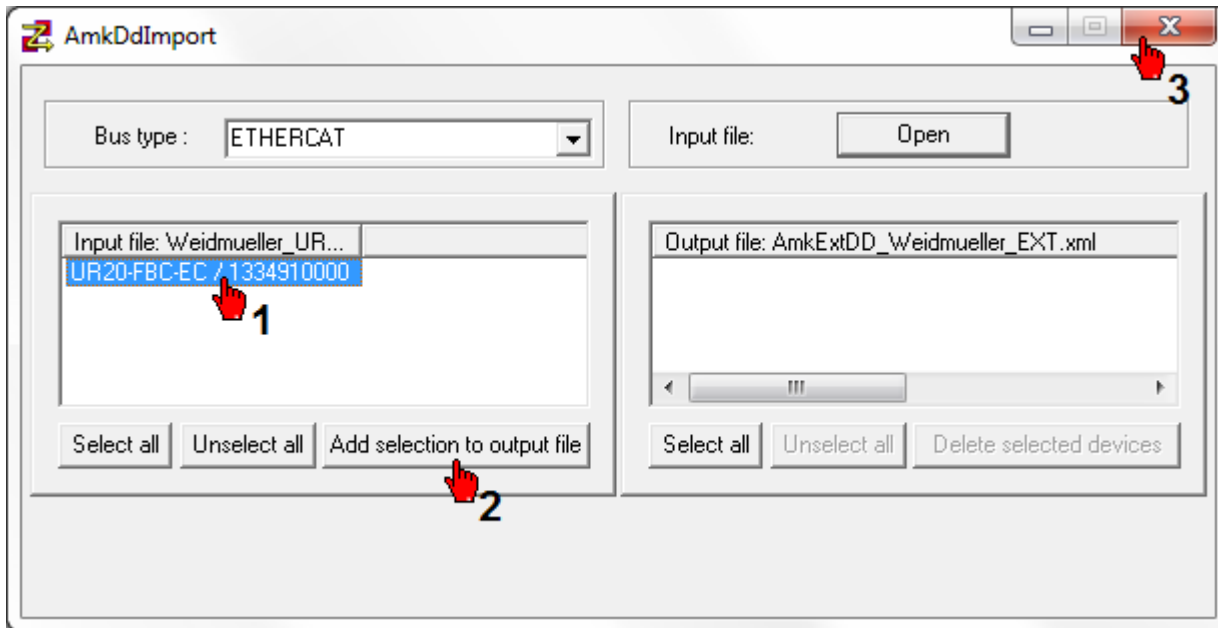 AmkDdImport
3
Bus type : ETHERCAT
Input file: Open
Input file: Weidmueller_UR...
UR20-FBC-EC / 1334910000
1
Output file: AmkExtDD_Weidmueller_EXT.xml
Select all Unselect all Add selection to output file
2
Select all Unselect all Delete selected devices